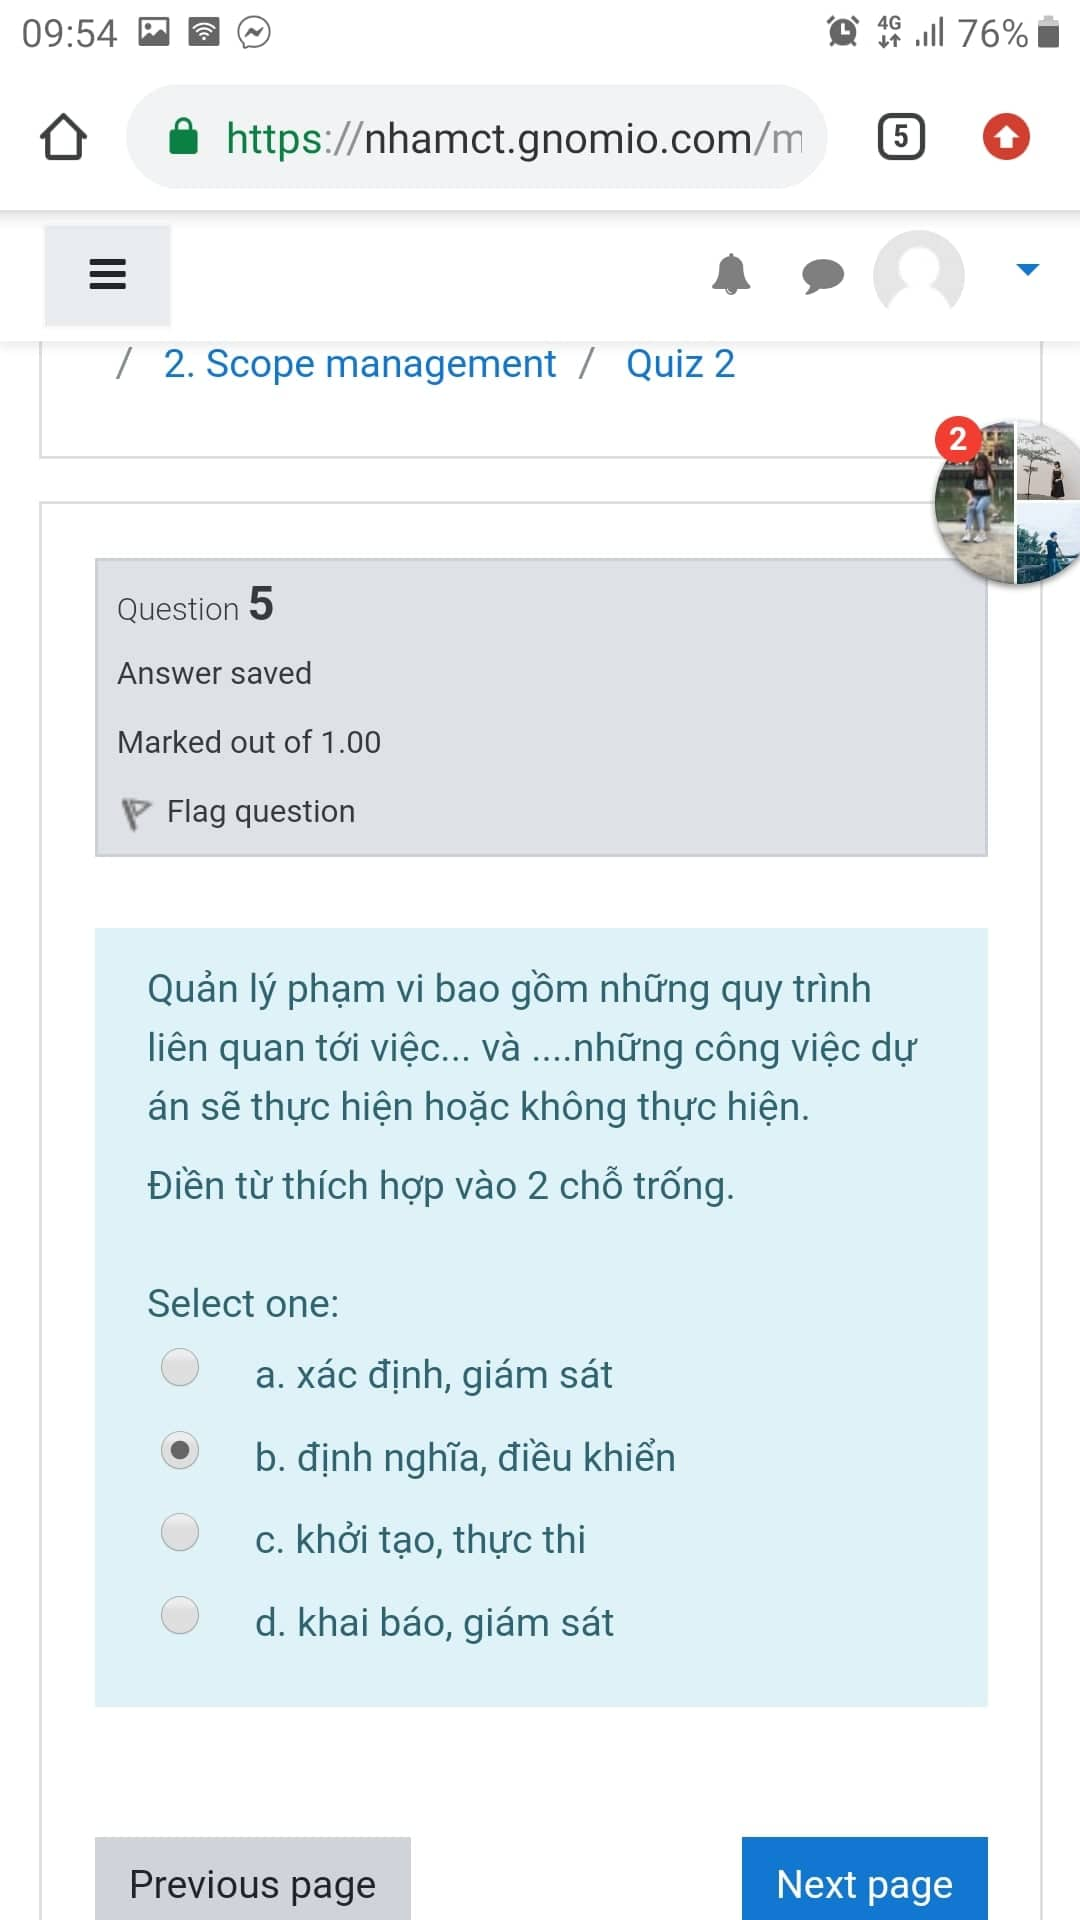 09:54
4G
76%
https://nhamct.gnomio.com/m
5
/ 2. Scope management / Quiz 2
2
Question 5
Answer saved
Marked out of 1.00
Flag question
Quản lý phạm vi bao gồm những quy trình
liên quan tới việc... và ....những công việc dự
án sẽ thực hiện hoặc không thực hiện.
Điền từ thích hợp vào 2 chỗ trống.
Select one:
a. xác định, giám sát
b. định nghĩa, điều khiển
c. khởi tạo, thực thi
d. khai báo, giám sát
Previous page
Next page